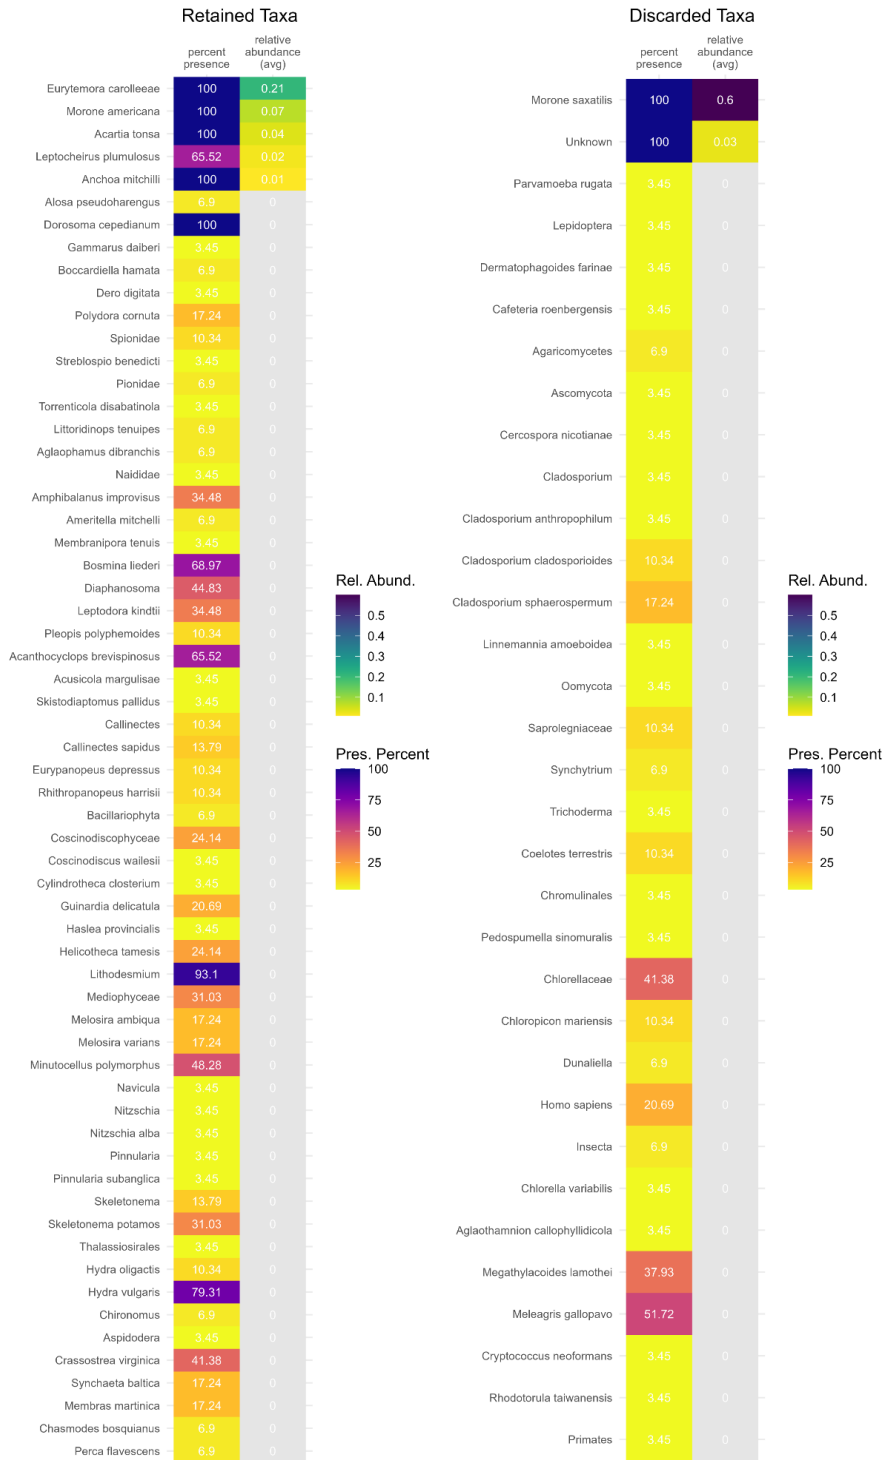 Retained Taxa
percent
presence
relative
abundance
(avg)
Eurytemora carolleeae 100 0.21
Morone americana 100 0.07
Acartia tonsa 100 0.04
Leptocheirus plumulosus 65.52 0.02
Anchoa mitchilli 100 0.01
Alosa pseudoharengus 6.9 0
Dorosoma cepedianum 100 0
Gammarus daiberi 3.45 0
Boccardiella hamata 6.9 0
Dero digitata 3.45 0
Polydora cornuta 17.24 0
Spionidae 10.34 0
Streblospio benedicti 3.45 0
Pionidae 6.9 0
Torrenticola disabatinola 3.45 0
Littoridinops tenuipes 6.9 0
Aglaophamus dibranchis 6.9 0
Naididae 3.45 0
Amphibalanus improvisus 34.48 0
Ameritella mitchelli 6.9 0
Membranipora tenuis 3.45 0
Bosmina liederi 68.97 0
Diaphanosoma 44.83 0
Leptodora kindtii 34.48 0
Pleopis polyphemoides 10.34 0
Acanthocyclops brevispinosus 65.52 0
Acusicola margulisae 3.45 0
Skistodiaptomus pallidus 3.45 0
Callinectes 10.34 0
Callinectes sapidus 13.79 0
Eurypanopeus depressus 10.34 0
Rhithropanopeus harrisii 10.34 0
Bacillariophyta 6.9 0
Coscinodiscophyceae 24.14 0
Coscinodiscus wailesii 3.45 0
Cylindrotheca closterium 3.45 0
Guinardia delicatula 20.69 0
Haslea provincialis 3.45 0
Helicotheca tamesis 24.14 0
Lithodesmium 93.1 0
Mediophyceae 31.03 0
Melosira ambiqua 17.24 0
Melosira varians 17.24 0
Minutocellus polymorphus 48.28 0
Navicula 3.45 0
Nitzschia 3.45 0
Nitzschia alba 3.45 0
Pinnularia 3.45 0
Pinnularia subanglica 3.45 0
Skeletonema 13.79 0
Skeletonema potamos 31.03 0
Thalassiosirales 3.45 0
Hydra oligactis 10.34 0
Hydra vulgaris 79.31 0
Chironomus 6.9 0
Aspidodera 3.45 0
Crassostrea virginica 41.38 0
Synchaeta baltica 17.24 0
Membras martinica 17.24 0
Chasmodes bosquianus 6.9 0
Perca flavescens 6.9 0
Rel. Abund.
0.5
0.4
0.3
0.2
0.1
Pres. Percent
100
75
50
25
Discarded Taxa
percent
presence
relative
abundance
(avg)
Morone saxatilis 100 0.6
Unknown 100 0.03
Parvamoeba rugata 3.45 0
Lepidoptera 3.45 0
Dermatophagoides farinae 3.45 0
Cafeteria roenbergensis 3.45 0
Agaricomycetes 6.9 0
Ascomycota 3.45 0
Cercospora nicotianae 3.45 0
Cladosporium 3.45 0
Cladosporium anthropophilum 3.45 0
Cladosporium cladosporioides 10.34 0
Cladosporium sphaerospermum 17.24 0
Linnemannia amoeboidea 3.45 0
Oomycota 3.45 0
Saprolegniaceae 10.34 0
Synchytrium 6.9 0
Trichoderma 3.45 0
Coelotes terrestris 10.34 0
Chromulinales 3.45 0
Pedospumella sinomuralis 3.45 0
Chlorellaceae 41.38 0
Chloropicon mariensis 10.34 0
Dunaliella 6.9 0
Homo sapiens 20.69 0
Insecta 6.9 0
Chlorella variabilis 3.45 0
Aglaothamnion callophyllidicola 3.45 0
Megathylacoides lamothei 37.93 0
Meleagris gallopavo 51.72 0
Cryptococcus neoformans 3.45 0
Rhodotorula taiwanensis 3.45 0
Primates 3.45 0
Rel. Abund.
0.5
0.4
0.3
0.2
0.1
Pres. Percent
100
75
50
25